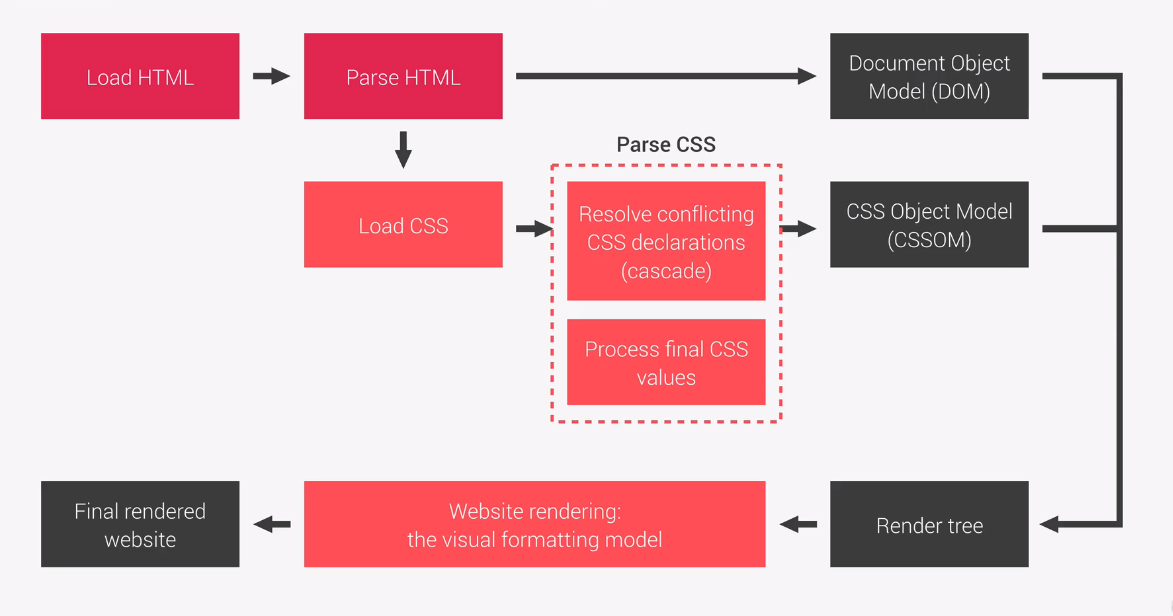 Load HTML
Parse HTML
Document Object
Model (DOM)
Parse CSS
Load CSS
Resolve conflicting
CSS declarations
(cascade)
CSS Object Model
(CSSOM)
Process final CSS
values
Final rendered
website
Website rendering:
the visual formatting model
Render tree